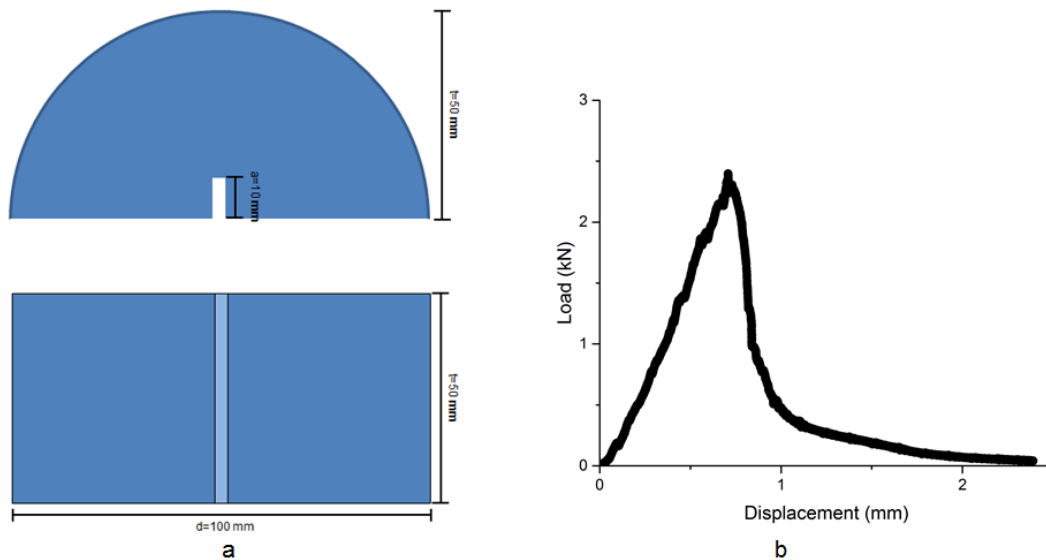 t=50 mm
a=10 mm
t=50 mm
d=100 mm
a
3
2
1
0
Load (kN)
0
1
2
Displacement (mm)
b